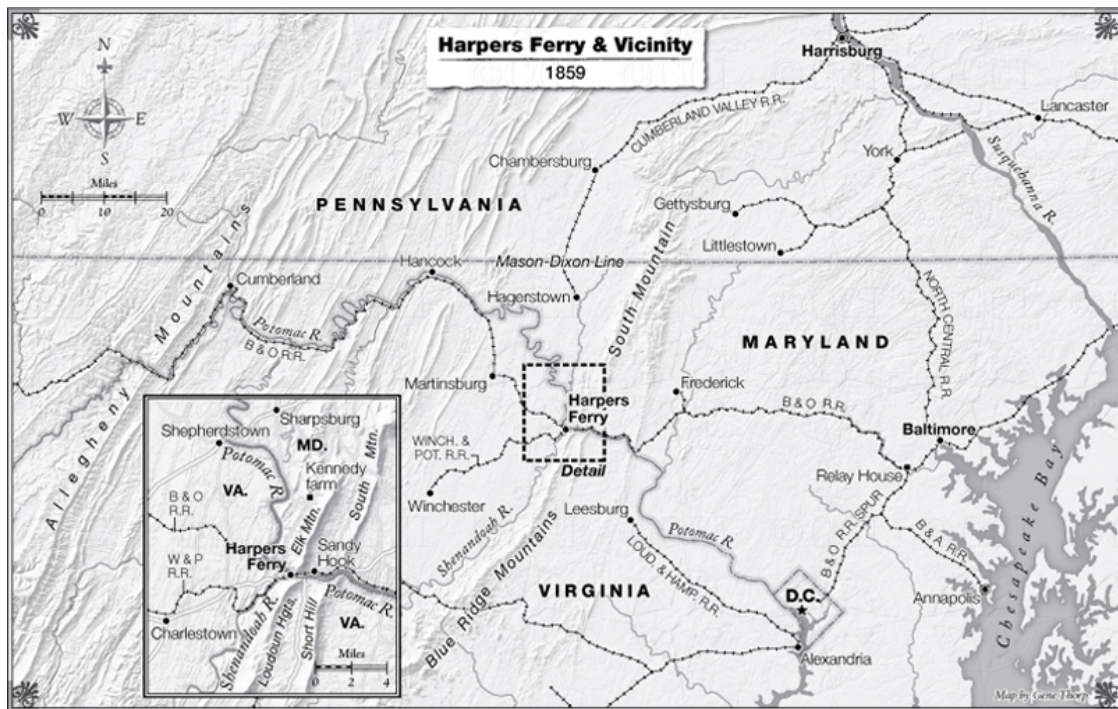 Harpers Ferry & Vicinity
1859
N
W E
S
Miles
0 10 20
Harrisburg
Lancaster
CUMBERLAND VALLEY R.R.
York
Susquehanna R.
Chambersburg
PENNSYLVANIA
Gettysburg
Littlestown
Mason-Dixon Line
Hancock
Cumberland
Hagerstown
South Mountain
NORTH CENTRAL R.R.
Allegheny Mountains
Potomac R.
B & O R.R.
MARYLAND
Martinsburg
Harpers
Ferry
Frederick
B & O R.R.
Baltimore
WINCH. &
POT. R.R.
Detail
Relay House
Winchester
Leesburg
Potomac R.
B & O R.R. SPUR
B & A R.R.
Chesapeake Bay
Shenandoah R.
Blue Ridge Mountains
VIRGINIA
LOUD. & HAMP. R.R.
D.C.
Annapolis
Alexandria
Sharpsburg
Shepherdstown
MD.
Potomac R.
Kennedy
farm
South Mtn.
VA.
B & O
R.R.
Elk Mtn.
Harpers
Ferry
Sandy
Hook
W & P
R.R.
Potomac R.
Charlestown
Shenandoah R.
Loudoun Hgts.
Short Hill
VA.
Miles
0 2 4
Map by Gene Thorp